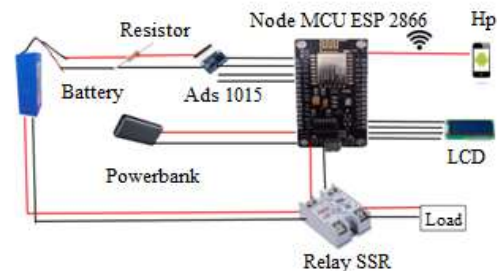 Node MCU ESP 2866
Hp
Resistor
Battery
Ads 1015
LCD
Powerbank
Load
Relay SSR